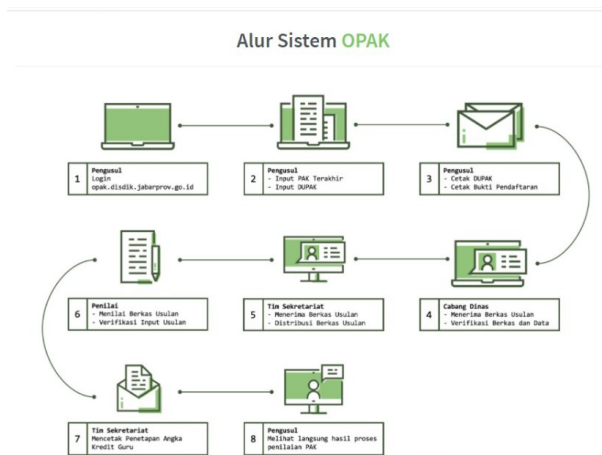 Alur Sistem OPAK
1
Pengusul
Login
opak.disdik.jabarprov.go.id
2
Pengusul
- Input PAK Terakhir
- Input DUPAK
3
Pengusul
- Cetak DUPAK
- Cetak Bukti Pendaftaran
4
Cabang Dinas
- Menerima Berkas Usulan
- Verifikasi Berkas dan Data
5
Tim Sekretariat
- Menerima Berkas Usulan
- Distribusi Berkas Usulan
6
Penilai
- Menilai Berkas Usulan
- Verifikasi Input Usulan
7
Tim Sekretariat
Mencetak Penetapan Angka
Kredit Guru
8
Pengusul
Melihat langsung hasil proses
penilaian PAK